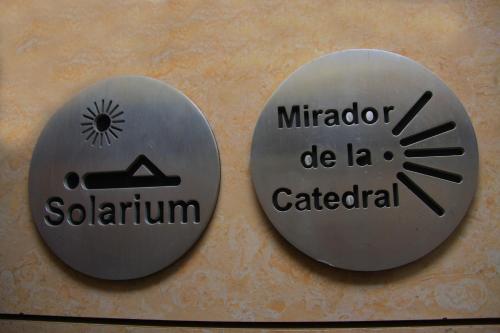 Solarium
Mirador
de la
Catedral